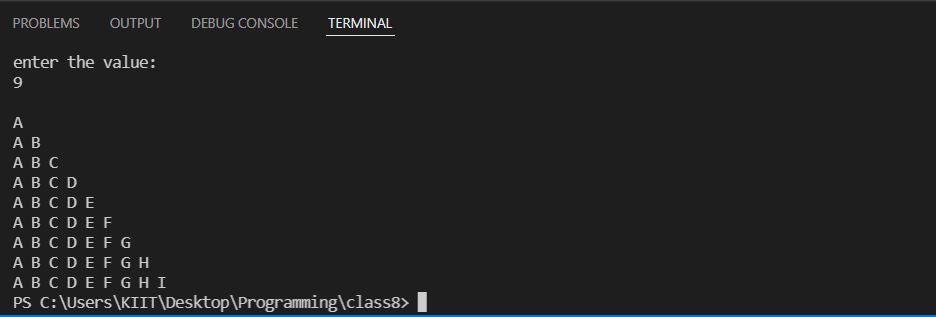 PROBLEMS OUTPUT DEBUG CONSOLE TERMINAL
enter the value:
9
A
A B
A B C
A B C D
A B C D E
A B C D E F
A B C D E F G
A B C D E F G H
A B C D E F G H I
PS C:\Users\KIIT\Desktop\Programming\class8>